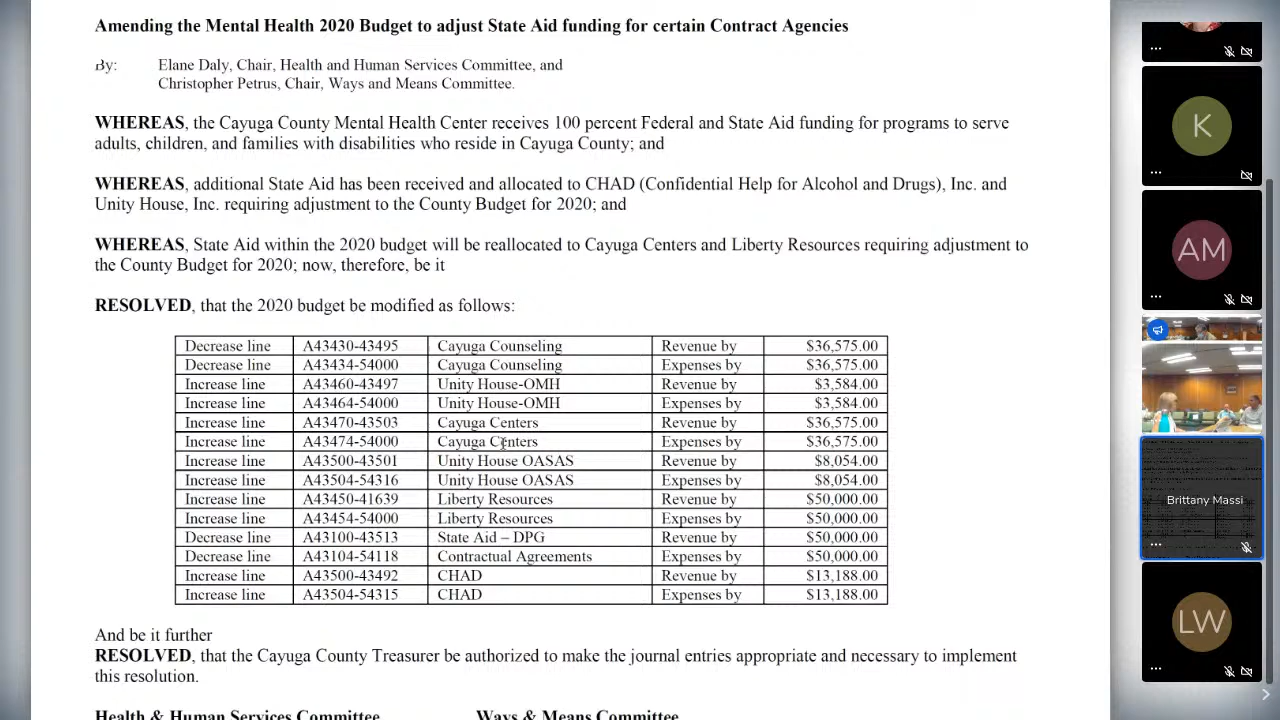 Amending the Mental Health 2020 Budget to adjust State Aid funding for certain Contract Agencies
By: Elane Daly, Chair, Health and Human Services Committee, and
Christopher Petrus, Chair, Ways and Means Committee.
WHEREAS, the Cayuga County Mental Health Center receives 100 percent Federal and State Aid funding for programs to serve
adults, children, and families with disabilities who reside in Cayuga County; and
WHEREAS, additional State Aid has been received and allocated to CHAD (Confidential Help for Alcohol and Drugs), Inc. and
Unity House, Inc. requiring adjustment to the County Budget for 2020; and
WHEREAS, State Aid within the 2020 budget will be reallocated to Cayuga Centers and Liberty Resources requiring adjustment to
the County Budget for 2020; now, therefore, be it
RESOLVED, that the 2020 budget be modified as follows:
Decrease line A43430-43495 Cayuga Counseling Revenue by $36,575.00
Decrease line A43434-54000 Cayuga Counseling Expenses by $36,575.00
Increase line A43460-43497 Unity House-OMH Revenue by $3,584.00
Increase line A43464-54000 Unity House-OMH Expenses by $3,584.00
Increase line A43470-43503 Cayuga Centers Revenue by $36,575.00
Increase line A43474-54000 Cayuga Centers Expenses by $36,575.00
Increase line A43500-43501 Unity House OASAS Revenue by $8,054.00
Increase line A43504-54316 Unity House OASAS Expenses by $8,054.00
Increase line A43450-41639 Liberty Resources Revenue by $50,000.00
Increase line A43454-54000 Liberty Resources Expenses by $50,000.00
Decrease line A43100-43513 State Aid – DPG Revenue by $50,000.00
Decrease line A43104-54118 Contractual Agreements Expenses by $50,000.00
Increase line A43500-43492 CHAD Revenue by $13,188.00
Increase line A43504-54315 CHAD Expenses by $13,188.00
And be it further
RESOLVED, that the Cayuga County Treasurer be authorized to make the journal entries appropriate and necessary to implement
this resolution.
Health & Human Services Committee Ways & Means Committee
K
AM
Brittany Massi
LW